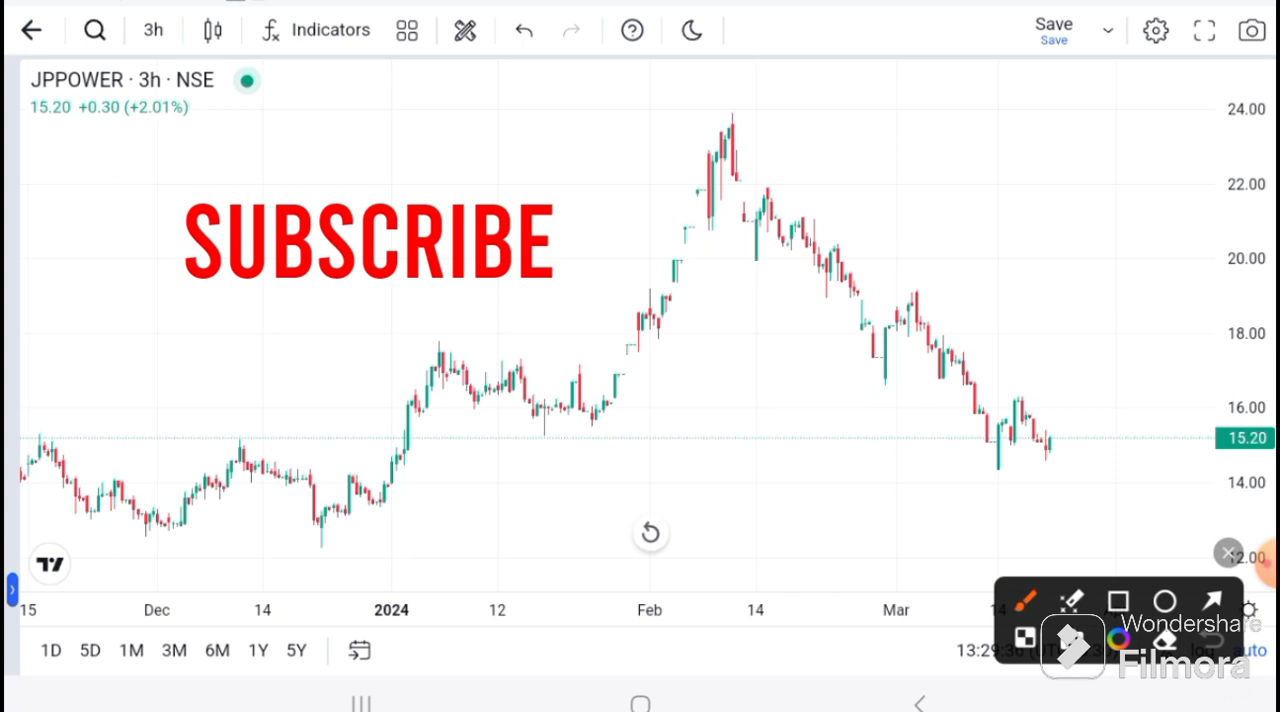 3h
Indicators
Save
Save
JPPOWER · 3h · NSE
15.20 +0.30 (+2.01%)
SUBSCRIBE
24.00
22.00
20.00
18.00
16.00
15.20
14.00
12.00
15 Dec 14 2024 12 Feb 14 Mar 14
1D 5D 1M 3M 6M 1Y 5Y
log auto
Wondershare
Filmora